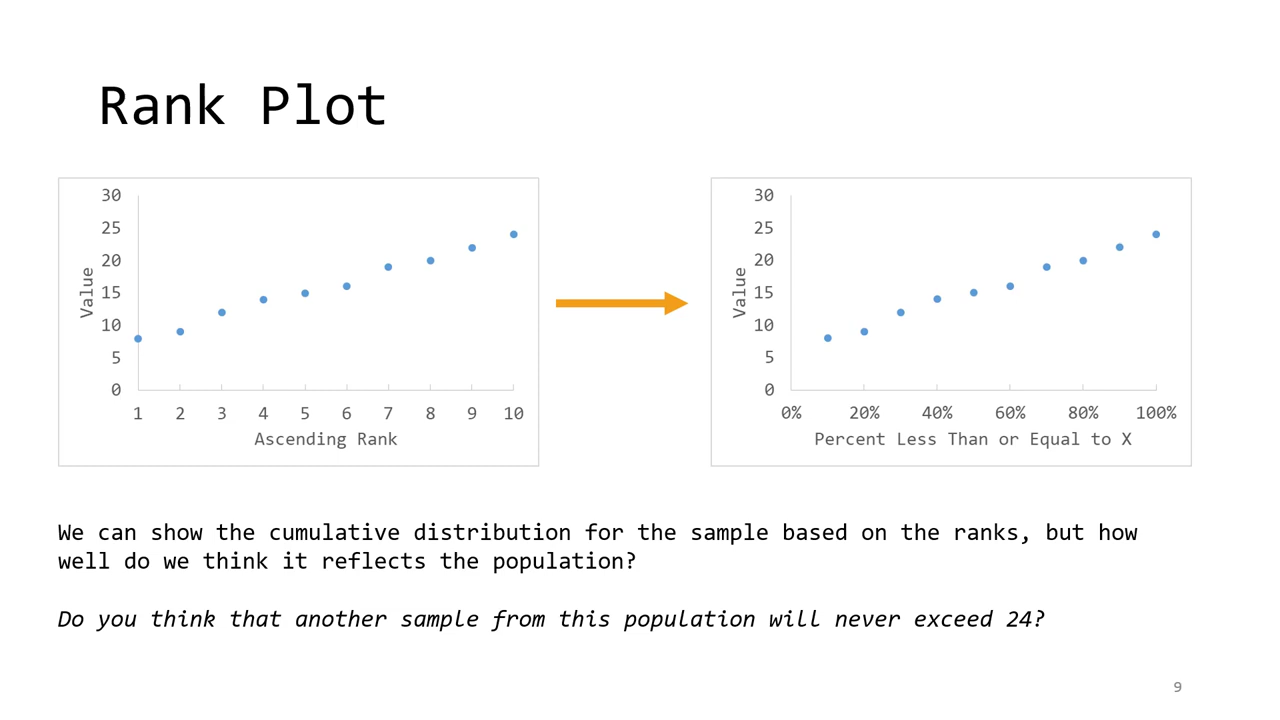 Rank Plot
30
25
20
15
10
5
0
Value
1 2 3 4 5 6 7 8 9 10
Ascending Rank
30
25
20
15
10
5
0
Value
0% 20% 40% 60% 80% 100%
Percent Less Than or Equal to X
We can show the cumulative distribution for the sample based on the ranks, but how
well do we think it reflects the population?
Do you think that another sample from this population will never exceed 24?
9